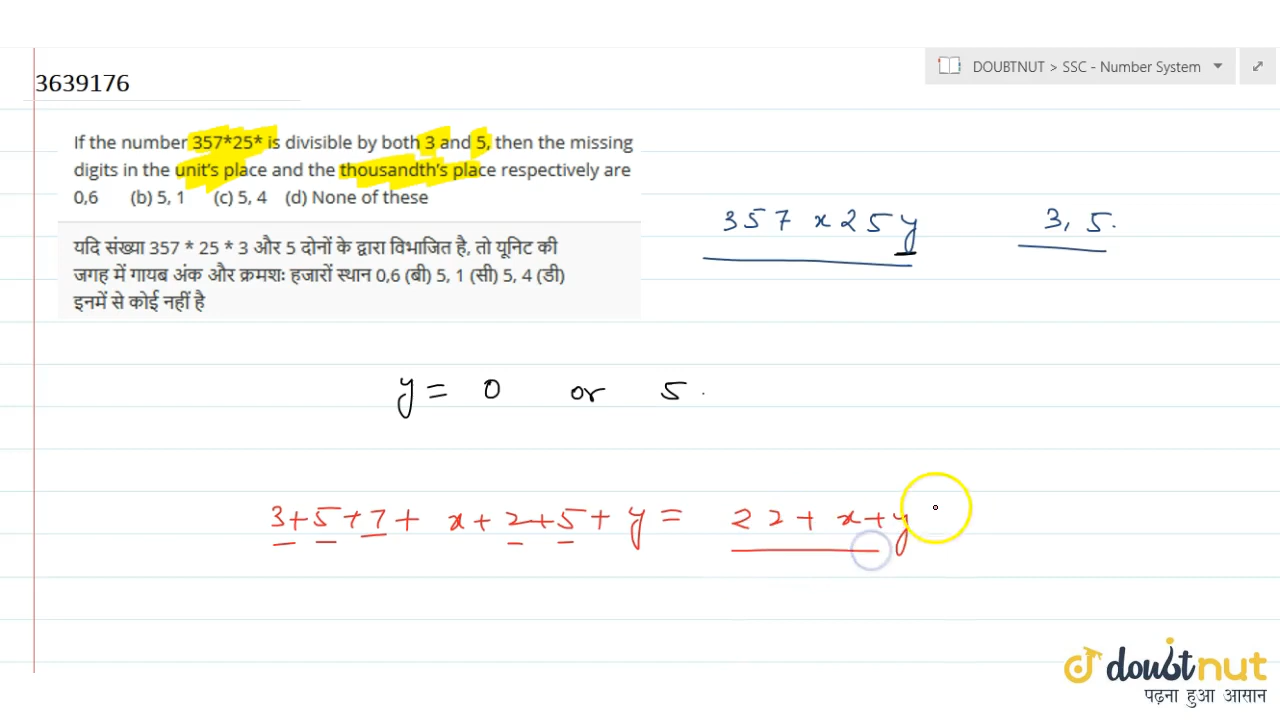 3639176
DOUBTNUT > SSC - Number System
If the number 357*25* is divisible by both 3 and 5, then the missing
digits in the unit's place and the thousandth's place respectively are
0,6 (b) 5, 1 (c) 5, 4 (d) None of these
यदि संख्या 357 * 25 * 3 और 5 दोनों के द्वारा विभाजित है, तो यूनिट की
जगह में गायब अंक और क्रमशः हजारों स्थान 0,6 (बी) 5, 1 (सी) 5, 4 (डी)
इनमें से कोई नहीं है
357 x 25y 3, 5.
y = 0 or 5.
3+5+7+ x+2+5+y = 22+x+y
doubtnut
पढ़ना हुआ आसान